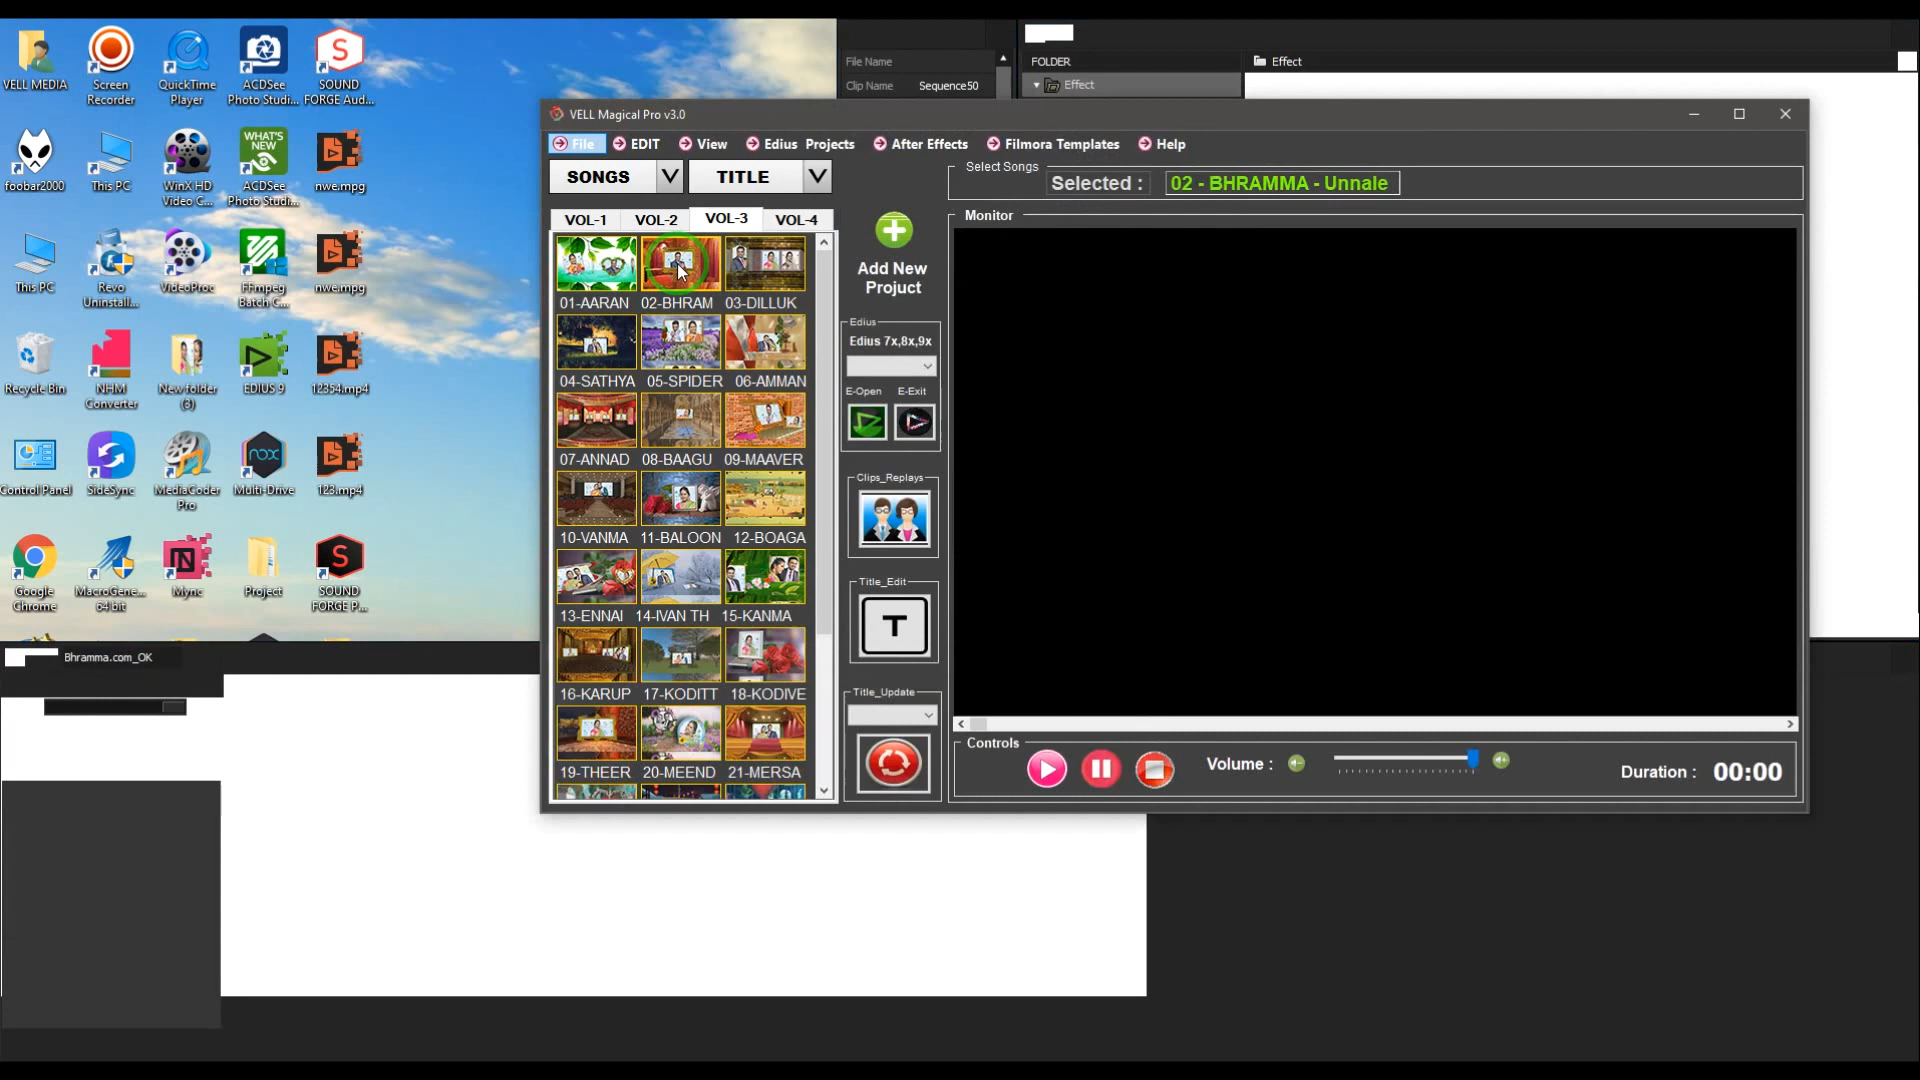 VELL MEDIA
Screen
Recorder
QuickTime
Player
ACDSee
Photo Studi...
SOUND
FORGE Aud...
foobar2000
This PC
WinX HD
Video C...
WHAT'S
NEW
ACDSee
Photo Studi...
nwe.mpg
This PC
Revo
Uninstall...
VideoProc
FFmpeg
Batch C...
nwe.mpg
Recycle Bin
NHM
Converter
New folder
(3)
EDIUS 9
12354.mp4
Control Panel
SideSync
MediaCoder
Pro
nox
Multi-Drive
123.mp4
Google
Chrome
MacroGene...
64 bit
Mync
Project
SOUND
FORGE P...
Bhramma.com_OK
File Name
Clip Name Sequence50
FOLDER
Effect
Effect
VELL Magical Pro v3.0
File EDIT View Edius Projects After Effects Filmora Templates Help
SONGS V TITLE V
VOL-1 VOL-2 VOL-3 VOL-4
01-AARAN 02-BHRAM 03-DILLUK
04-SATHYA 05-SPIDER 06-AMMAN
07-ANNAD 08-BAAGU 09-MAAVER
10-VANMA 11-BALOON 12-BOAGA
13-ENNAI 14-IVAN TH 15-KANMA
16-KARUP 17-KODITT 18-KODIVE
19-THEER 20-MEEND 21-MERSA
Add New
Projuct
Edius
Edius 7x,8x,9x
E-Open E-Exit
Clips_Replays
Title_Edit
T
Title_Update
Select Songs
Selected : 02 - BHRAMMA - Unnale
Monitor
Controls
Volume :
Duration : 00:00